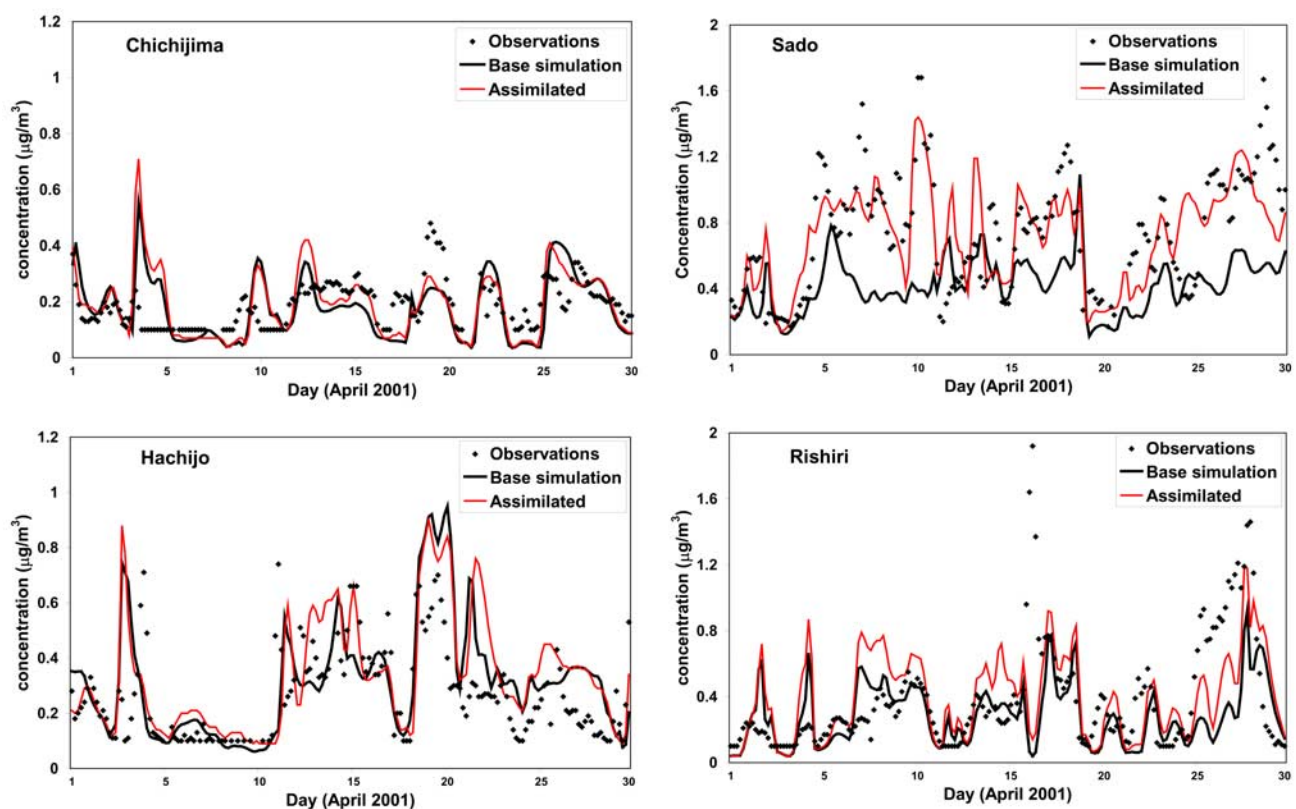 Chichijima
Observations
Base simulation
Assimilated
concentration (μg/m³)
1.2
1
0.8
0.6
0.4
0.2
0
1 5 10 15 20 25 30
Day (April 2001)
Sado
Observations
Base simulation
Assimilated
Concentration (μg/m³)
2
1.6
1.2
0.8
0.4
0
1 5 10 15 20 25 30
Day (April 2001)
Hachijo
Observations
Base simulation
Assimilated
concentration (μg/m³)
1.2
1
0.8
0.6
0.4
0.2
0
1 5 10 15 20 25 30
Day (April 2001)
Rishiri
Observations
Base simulation
Assimilated
concentration (μg/m³)
2
1.6
1.2
0.8
0.4
0
1 5 10 15 20 25 30
Day (April 2001)